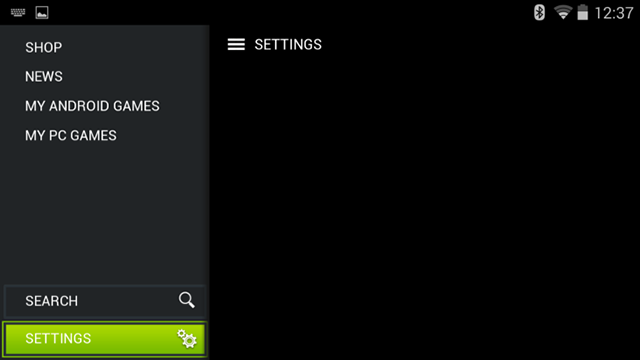 12:37
SHOP
SETTINGS
NEWS
MY ANDROID GAMES
MY PC GAMES
SEARCH
SETTINGS